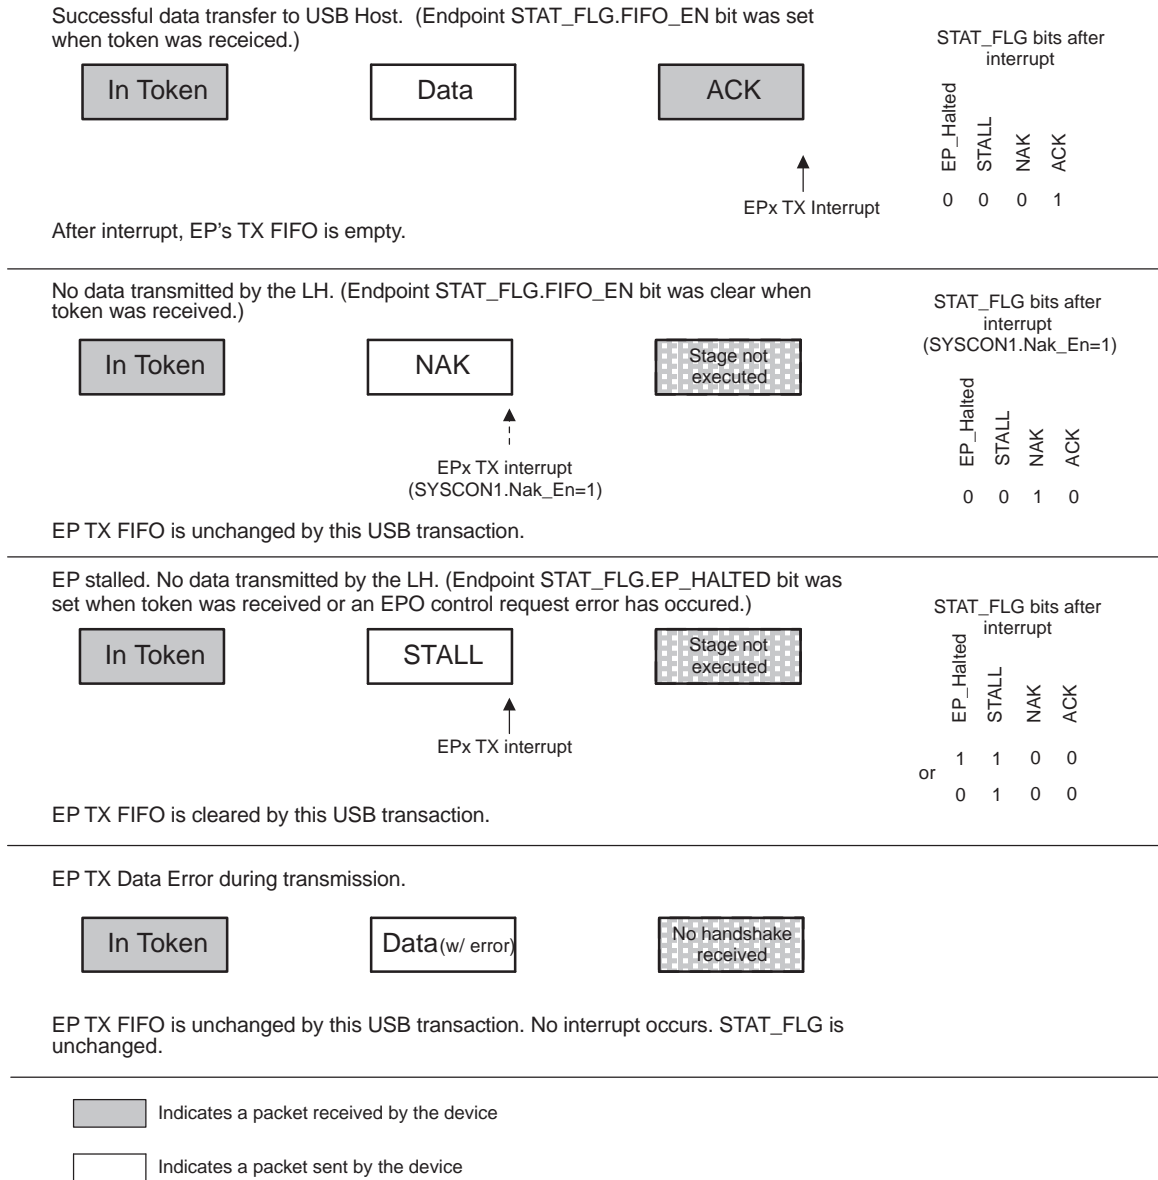 Successful data transfer to USB Host.  (Endpoint STAT_FLG.FIFO_EN bit was set
when token was receiced.)
STAT_FLG bits after
interrupt
In Token
Data
ACK
EP_Halted
STALL
NAK
ACK
EPx TX Interrupt
0 0 0 1
After interrupt, EP's TX FIFO is empty.
No data transmitted by the LH. (Endpoint STAT_FLG.FIFO_EN bit was clear when
token was received.)
STAT_FLG bits after
interrupt
(SYSCON1.Nak_En=1)
In Token
NAK
Stage not
executed
EP_Halted
STALL
NAK
ACK
EPx TX interrupt
(SYSCON1.Nak_En=1)
0 0 1 0
EP TX FIFO is unchanged by this USB transaction.
EP stalled. No data transmitted by the LH. (Endpoint STAT_FLG.EP_HALTED bit was
set when token was received or an EPO control request error has occured.)
STAT_FLG bits after
interrupt
In Token
STALL
Stage not
executed
EP_Halted
STALL
NAK
ACK
EPx TX interrupt
1 1 0 0
or
0 1 0 0
EP TX FIFO is cleared by this USB transaction.
EP TX Data Error during transmission.
In Token
Data(w/ error)
No handshake
received
EP TX FIFO is unchanged by this USB transaction. No interrupt occurs. STAT_FLG is
unchanged.
Indicates a packet received by the device
Indicates a packet sent by the device